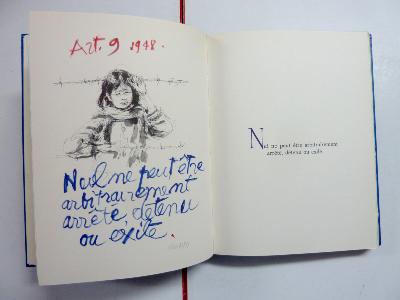 Art. 9 1948.
Nul ne peut être
arbitrairement
arrêté, detenu
ou exilé.
Nul ne peut être arbitrairement
arrêté, détenu ou exilé.